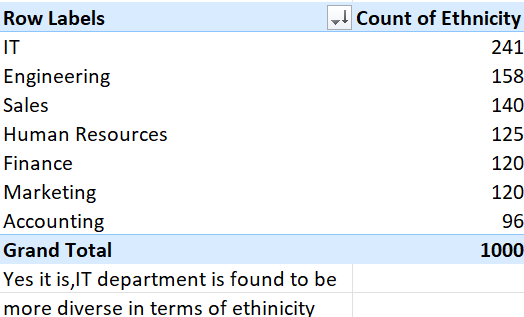 Row Labels Count of Ethnicity
IT 241
Engineering 158
Sales 140
Human Resources 125
Finance 120
Marketing 120
Accounting 96
Grand Total 1000
Yes it is,IT department is found to be
more diverse in terms of ethinicity